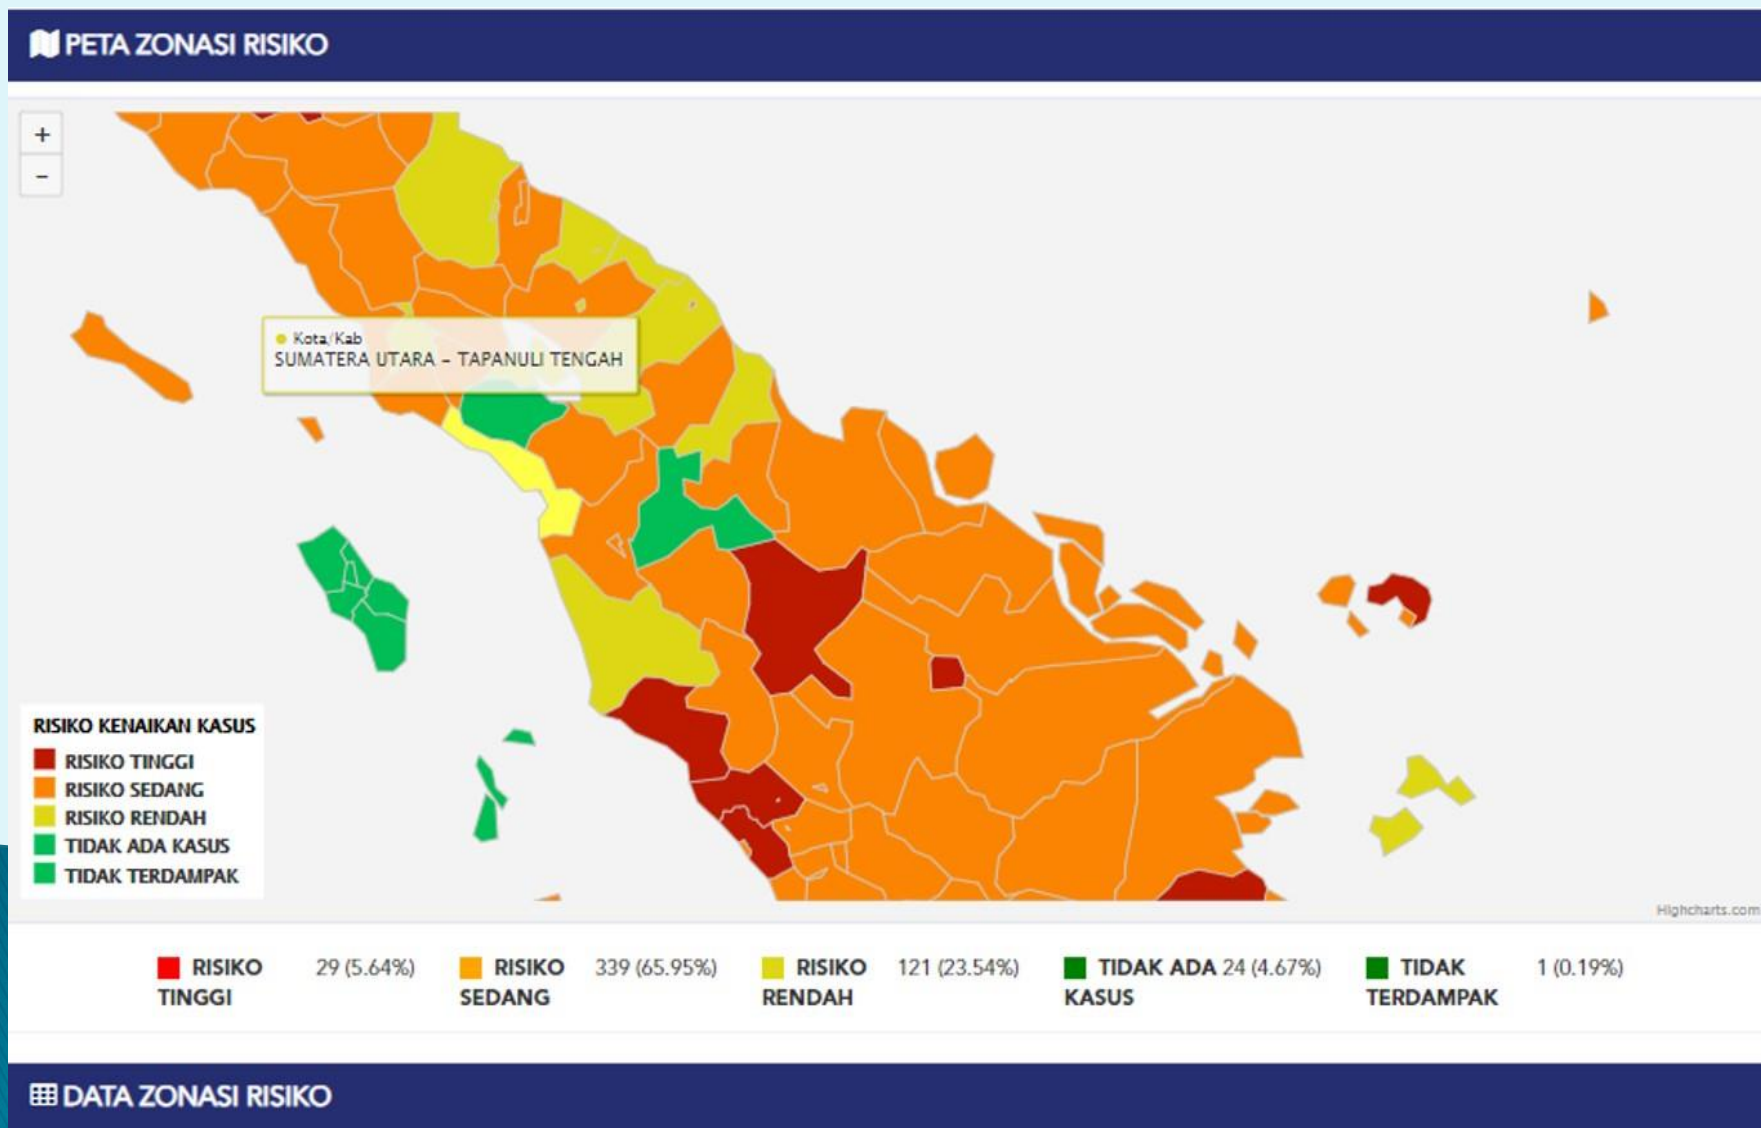 PETA ZONASI RISIKO
+
−
Kota/Kab
SUMATERA UTARA – TAPANULI TENGAH
RISIKO KENAIKAN KASUS
RISIKO TINGGI
RISIKO SEDANG
RISIKO RENDAH
TIDAK ADA KASUS
TIDAK TERDAMPAK
Highcharts.com
RISIKO TINGGI 29 (5.64%)
RISIKO SEDANG 339 (65.95%)
RISIKO RENDAH 121 (23.54%)
TIDAK ADA KASUS 24 (4.67%)
TIDAK TERDAMPAK 1 (0.19%)
DATA ZONASI RISIKO